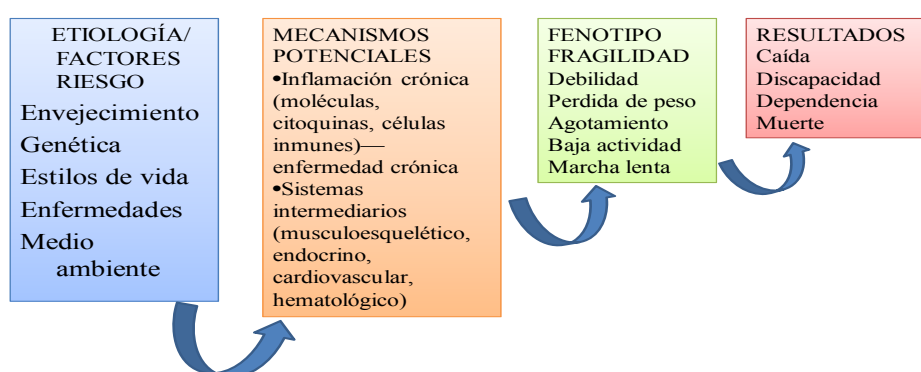 ETIOLOGÍA/
FACTORES
RIESGO
Envejecimiento
Genética
Estilos de vida
Enfermedades
Medio
ambiente
MECANISMOS
POTENCIALES
•Inflamación crónica
(moléculas,
citoquinas, células
inmunes)—
enfermedad crónica
•Sistemas
intermediarios
(musculoesquelético,
endocrino,
cardiovascular,
hematológico)
FENOTIPO
FRAGILIDAD
Debilidad
Perdida de peso
Agotamiento
Baja actividad
Marcha lenta
RESULTADOS
Caída
Discapacidad
Dependencia
Muerte